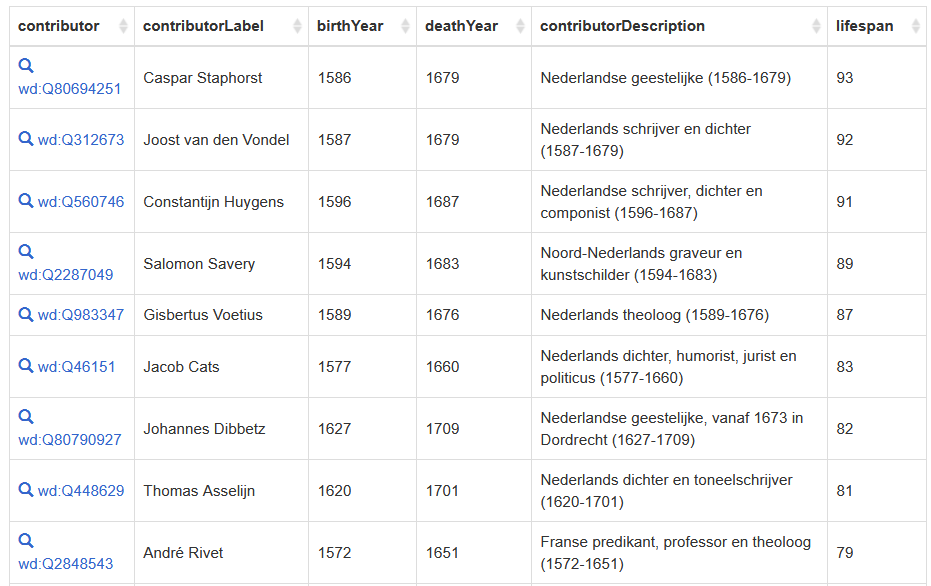 contributor contributorLabel birthYear deathYear contributorDescription lifespan
wd:Q80694251 Caspar Staphorst 1586 1679 Nederlandse geestelijke (1586-1679) 93
wd:Q312673 Joost van den Vondel 1587 1679 Nederlands schrijver en dichter
(1587-1679) 92
wd:Q560746 Constantijn Huygens 1596 1687 Nederlandse schrijver, dichter en
componist (1596-1687) 91
wd:Q2287049 Salomon Savery 1594 1683 Noord-Nederlands graveur en
kunstschilder (1594-1683) 89
wd:Q983347 Gisbertus Voetius 1589 1676 Nederlands theoloog (1589-1676) 87
wd:Q46151 Jacob Cats 1577 1660 Nederlands dichter, humorist, jurist en
politicus (1577-1660) 83
wd:Q80790927 Johannes Dibbetz 1627 1709 Nederlandse geestelijke, vanaf 1673 in
Dordrecht (1627-1709) 82
wd:Q448629 Thomas Asselijn 1620 1701 Nederlands dichter en toneelschrijver
(1620-1701) 81
wd:Q2848543 André Rivet 1572 1651 Franse predikant, professor en theoloog
(1572-1651) 79